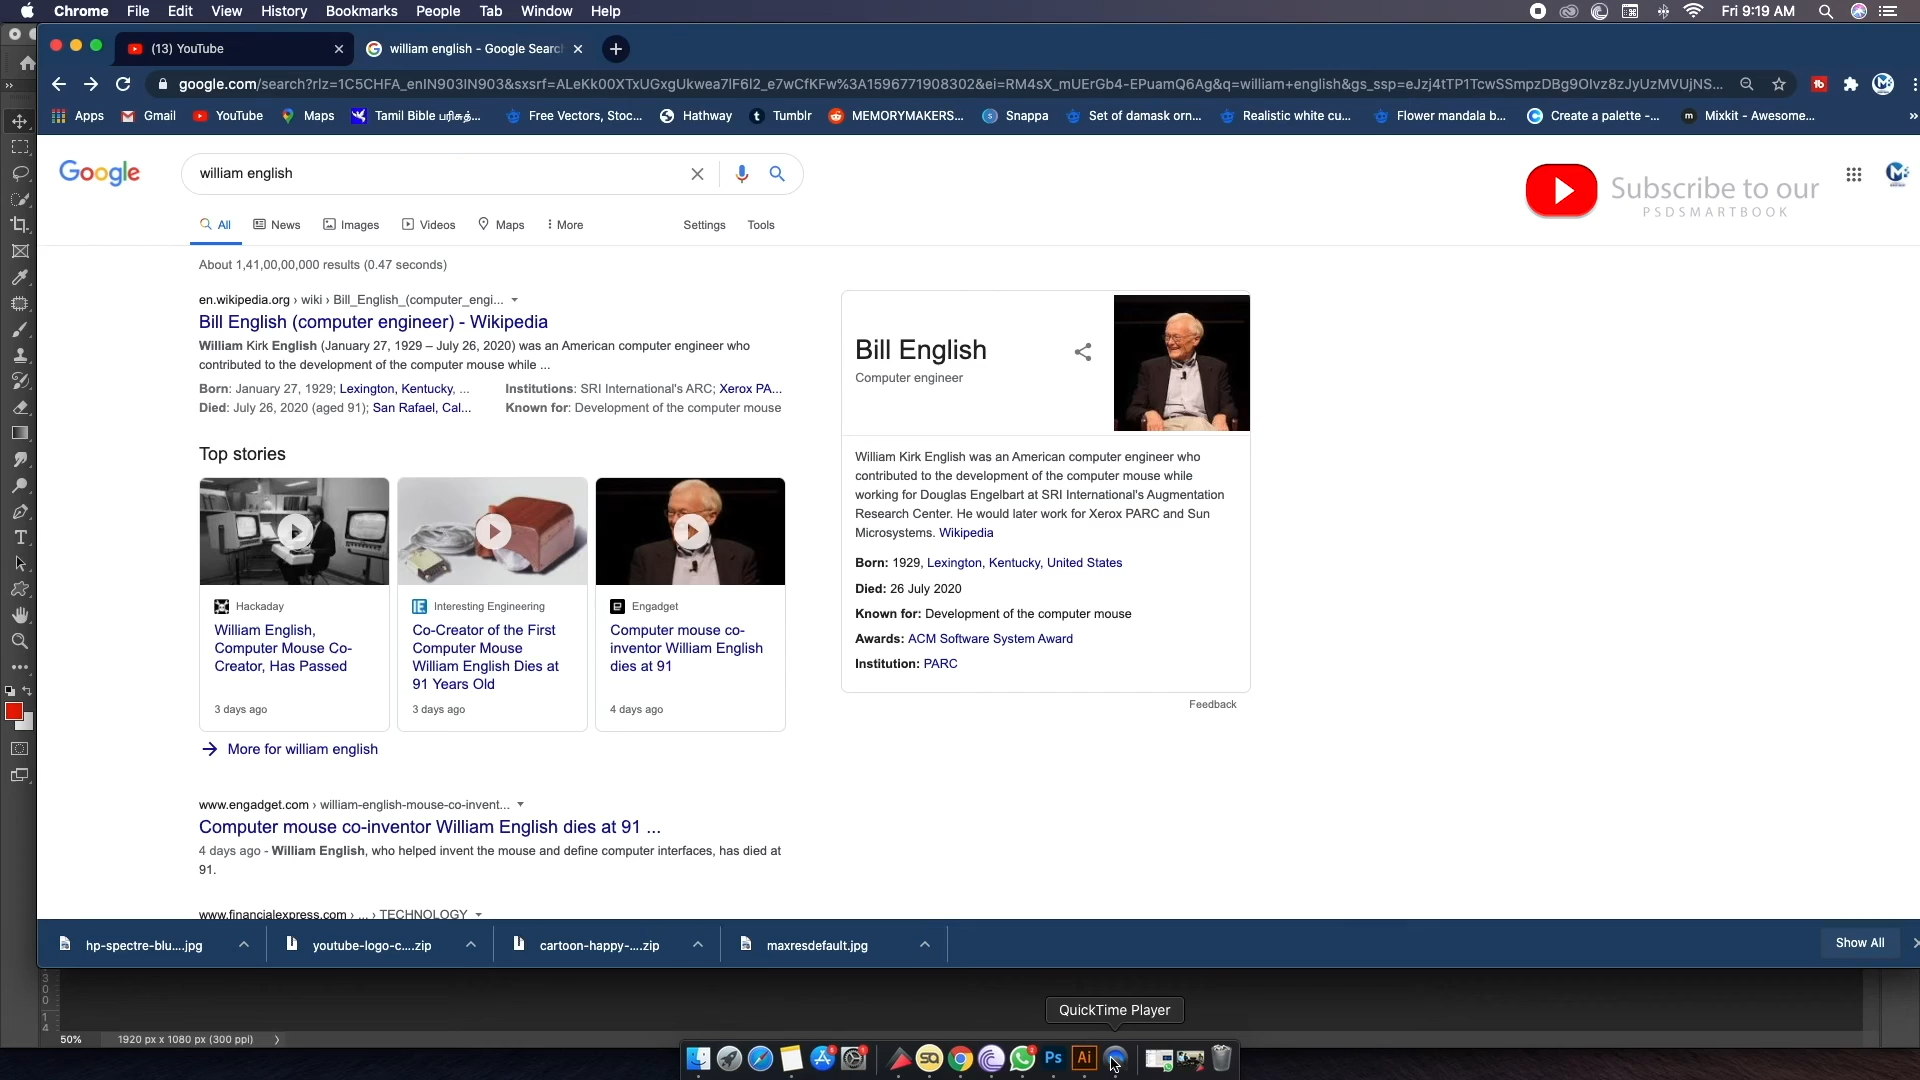 Chrome File Edit View History Bookmarks People Tab Window Help Fri 9:19 AM
(13) YouTube
william english - Google Searc
google.com/search?rlz=1C5CHFA_enIN903IN903&sxsrf=
william+english&gs_ssp=
Apps Gmail YouTube Maps Tamil Bible பரிசுத்... Free Vectors, Stoc... Hathway Tumblr MEMORYMAKERS... Snappa Set of damask orn... Realistic white cu... Flower mandala b... Create a palette -... Mixkit - Awesome... »
Google
william english
Subscribe to our
PSDSMARTBOOK
All News Images Videos Maps More Settings Tools
About 1,41,00,00,000 results (0.47 seconds)
en.wikipedia.org › wiki › Bill_English_(computer_engi...
Bill English (computer engineer) - Wikipedia
William Kirk English (January 27, 1929 – July 26, 2020) was an American computer engineer who
contributed to the development of the computer mouse while ...
Born: January 27, 1929; Lexington, Kentucky, ... Institutions: SRI International's ARC; Xerox PA...
Died: July 26, 2020 (aged 91); San Rafael, Cal... Known for: Development of the computer mouse
Top stories
Hackaday
William English,
Computer Mouse Co-
Creator, Has Passed
3 days ago
IE Interesting Engineering
Co-Creator of the First
Computer Mouse
William English Dies at
91 Years Old
3 days ago
Engadget
Computer mouse co-
inventor William English
dies at 91
4 days ago
More for william english
www.engadget.com › william-english-mouse-co-invent...
Computer mouse co-inventor William English dies at 91 ...
4 days ago - William English, who helped invent the mouse and define computer interfaces, has died at
91.
www.financialexpress.com › ... › TECHNOLOGY
Bill English
Computer engineer
William Kirk English was an American computer engineer who
contributed to the development of the computer mouse while
working for Douglas Engelbart at SRI International's Augmentation
Research Center. He would later work for Xerox PARC and Sun
Microsystems. Wikipedia
Born: 1929, Lexington, Kentucky, United States
Died: 26 July 2020
Known for: Development of the computer mouse
Awards: ACM Software System Award
Institution: PARC
Feedback
hp-spectre-blu....jpg youtube-logo-c....zip cartoon-happy-....zip maxresdefault.jpg Show All
QuickTime Player
50% 1920 px x 1080 px (300 ppi)
SQ Ps Ai